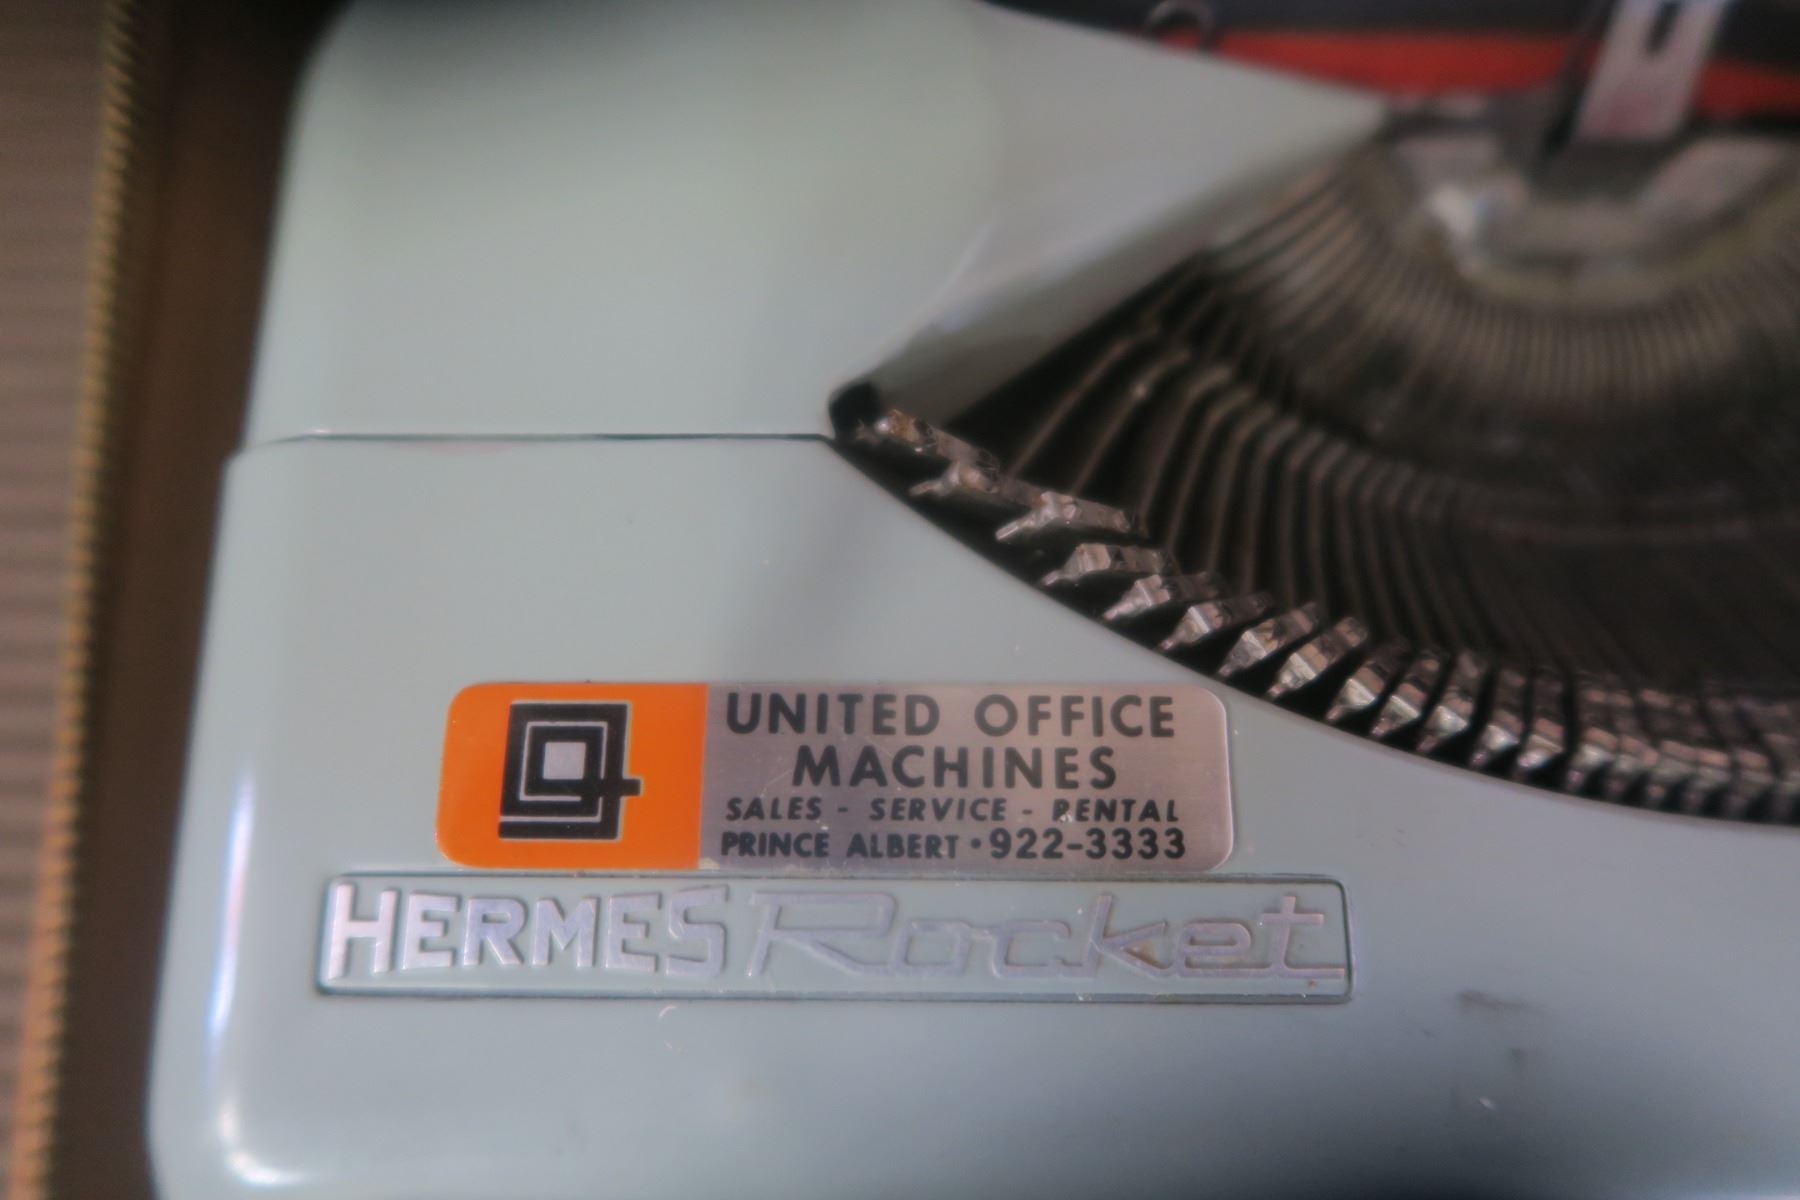 UNITED OFFICE
MACHINES
SALES - SERVICE - RENTAL
PRINCE ALBERT • 922-3333
HERMES Rocket